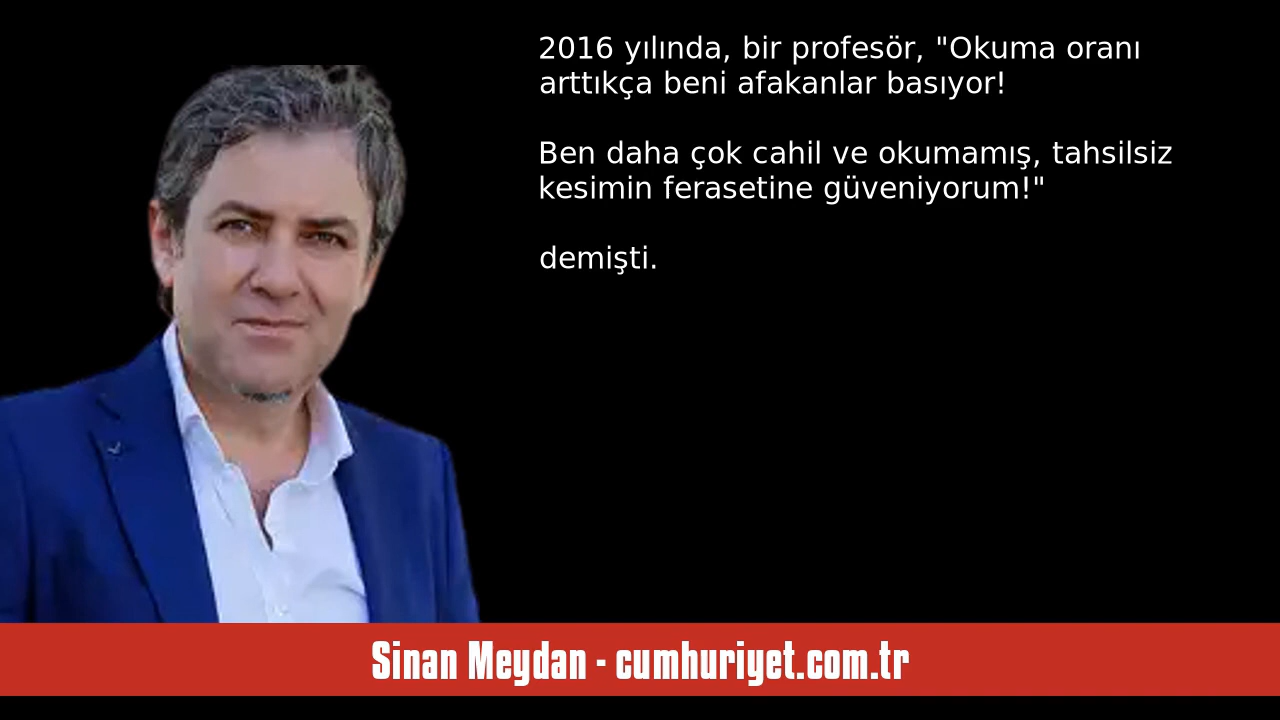 2016 yılında, bir profesör, "Okuma oranı
arttıkça beni afakanlar basıyor!
Ben daha çok cahil ve okumamış, tahsilsiz
kesimin ferasetine güveniyorum!"
demişti.
Sinan Meydan - cumhuriyet.com.tr